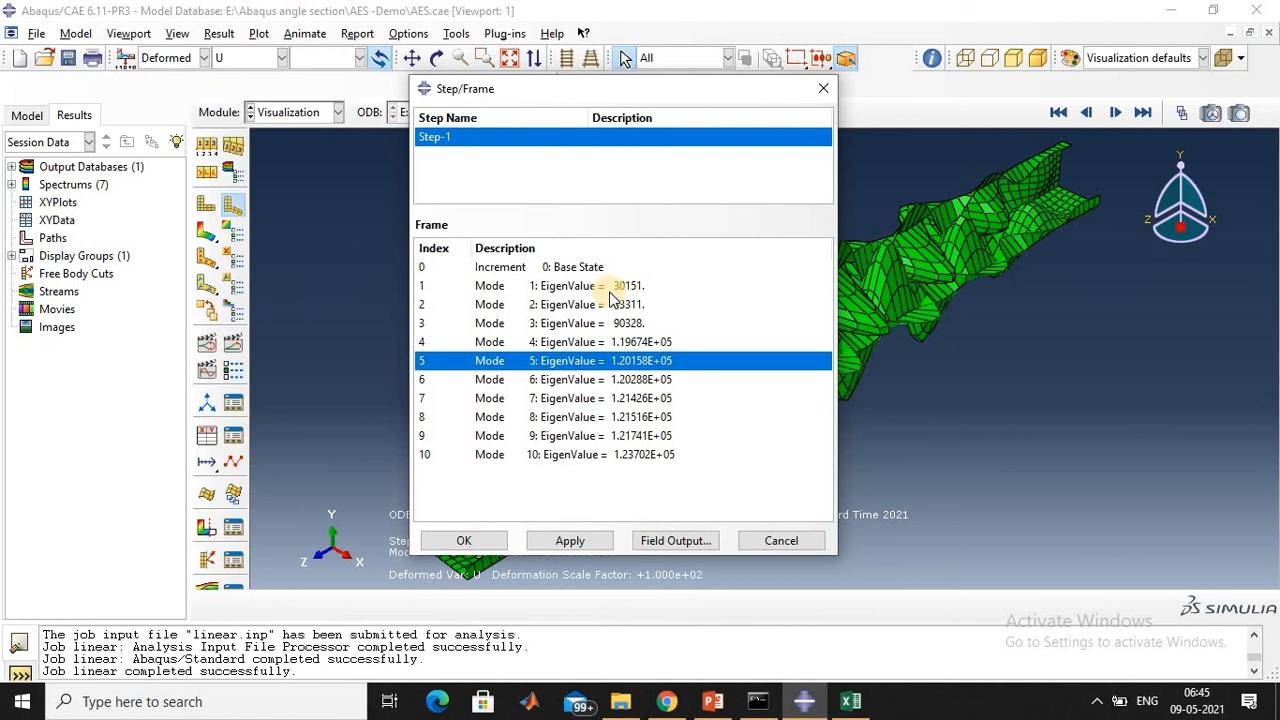 Abaqus/CAE 6.11-PR3 - Model Database: E:\Abaqus angle section\AES -Demo\AES.cae [Viewport: 1]
File Model Viewport View Result Plot Animate Report Options Tools Plug-ins Help
Deformed U All Visualization defaults
Step/Frame
Model Results Module: Visualization ODB: E:
Session Data
Output Databases (1)
Spectrums (7)
XYPlots
XYData
Paths
Display Groups (1)
Free Body Cuts
Streams
Movies
Images
Step Name Description
Step-1
Frame
Index Description
0 Increment 0: Base State
1 Mode 1: EigenValue = 30151.
2 Mode 2: EigenValue = 3311.
3 Mode 3: EigenValue = 90328.
4 Mode 4: EigenValue = 1.19674E+05
5 Mode 5: EigenValue = 1.20158E+05
6 Mode 6: EigenValue = 1.20288E+05
7 Mode 7: EigenValue = 1.21426E+05
8 Mode 8: EigenValue = 1.21516E+05
9 Mode 9: EigenValue = 1.21741E+05
10 Mode 10: EigenValue = 1.23702E+05
OK Apply Field Output... Cancel
Y
Z X
Y
Z X
ODB
Step
Mo
rd Time 2021
Deformed Var: U Deformation Scale Factor: +1.000e+02
SIMULIA
The job input file "linear.inp" has been submitted for analysis.
Job linear: Analysis Input File Processor completed successfully.
Job linear: Abaqus/Standard completed successfully.
Job linear completed successfully.
Activate Windows
Go to Settings to activate Windows.
Type here to search
99+
ENG
06:45
09-05-2021